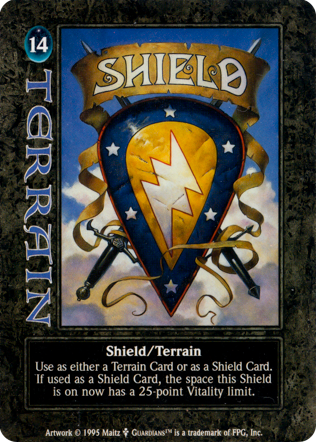 14
SHIELD
TERRAIN
Shield/Terrain
Use as either a Terrain Card or as a Shield Card.
If used as a Shield Card, the space this Shield
is on now has a 25-point Vitality limit.
Artwork © 1995 Maitz GUARDIANS™ is a trademark of FPG, Inc.